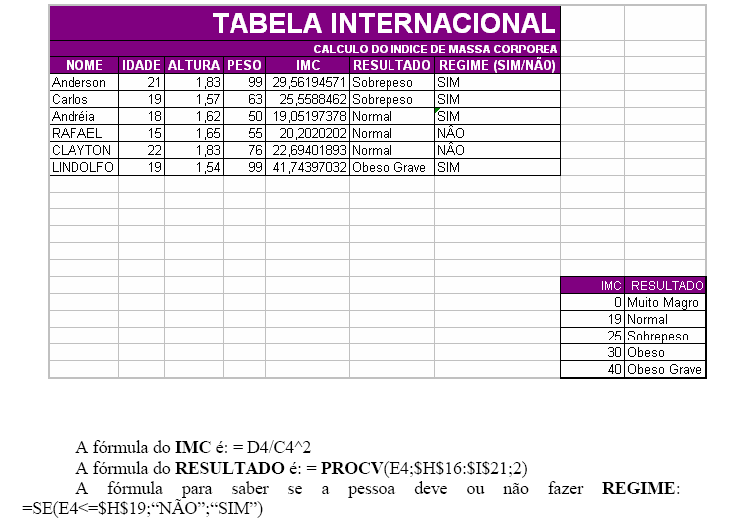 TABELA INTERNACIONAL
CALCULO DO INDICE DE MASSA CORPOREA
NOME IDADE ALTURA PESO IMC RESULTADO REGIME (SIM/NÃO)
Anderson 21 1,83 99 29,56194571 Sobrepeso SIM
Carlos 19 1,57 63 25,5588462 Sobrepeso SIM
Andréia 18 1,62 50 19,05197378 Normal SIM
RAFAEL 15 1,65 55 20,2020202 Normal NÃO
CLAYTON 22 1,83 76 22,69401893 Normal NÃO
LINDOLFO 19 1,54 99 41,74397032 Obeso Grave SIM
IMC RESULTADO
0 Muito Magro
19 Normal
25 Sobrepeso
30 Obeso
40 Obeso Grave
A fórmula do IMC é: = D4/C4^2
A fórmula do RESULTADO é: = PROCV(E4;$H$16:$I$21;2)
A fórmula para saber se a pessoa deve ou não fazer REGIME:
=SE(E4<=$H$19;“NÃO”;“SIM”)